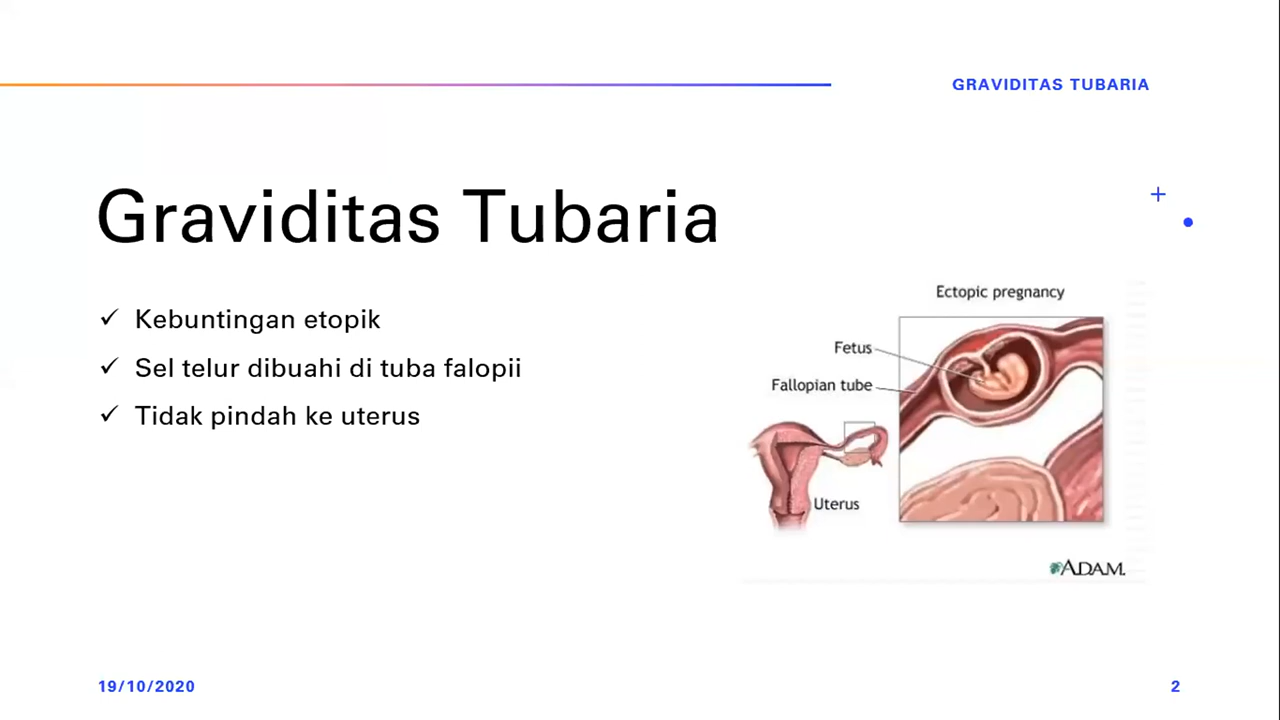 GRAVIDITAS TUBARIA
Graviditas Tubaria
✓ Kebuntingan etopik
✓ Sel telur dibuahi di tuba falopii
✓ Tidak pindah ke uterus
Ectopic pregnancy
Fetus
Fallopian tube
Uterus
ADAM.
19/10/2020
2